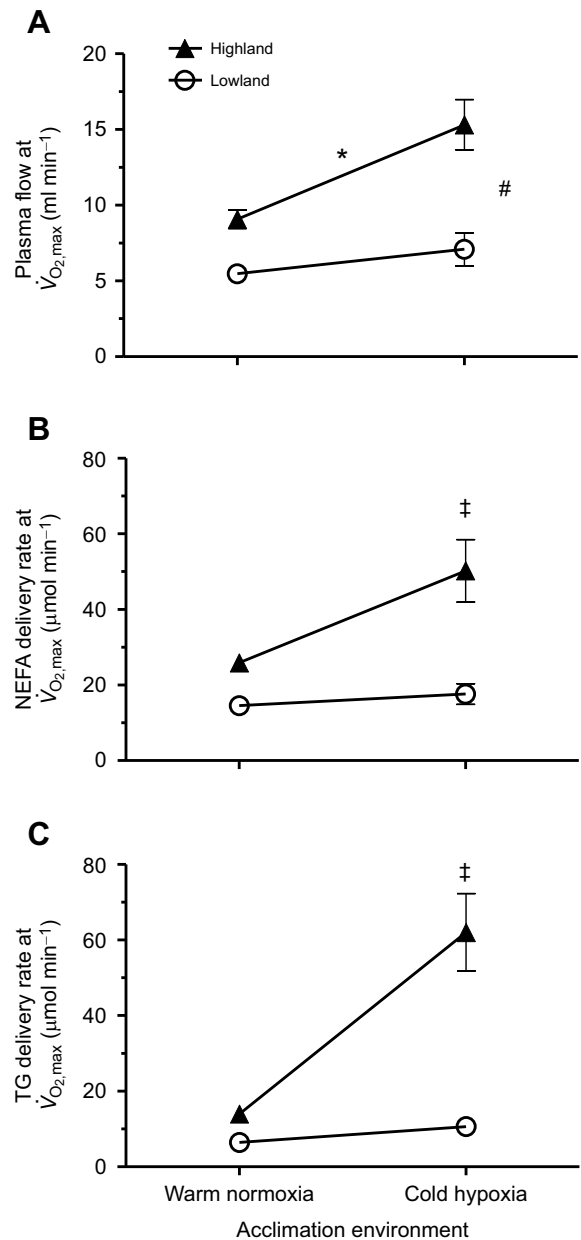 A
Highland
Lowland
Plasma flow at
V̇O2,max (ml min−1)
20
15
10
5
0
*
#
B
NEFA delivery rate at
V̇O2,max (μmol min−1)
80
60
40
20
0
‡
C
TG delivery rate at
V̇O2,max (μmol min−1)
80
60
40
20
0
‡
Warm normoxia Cold hypoxia
Acclimation environment